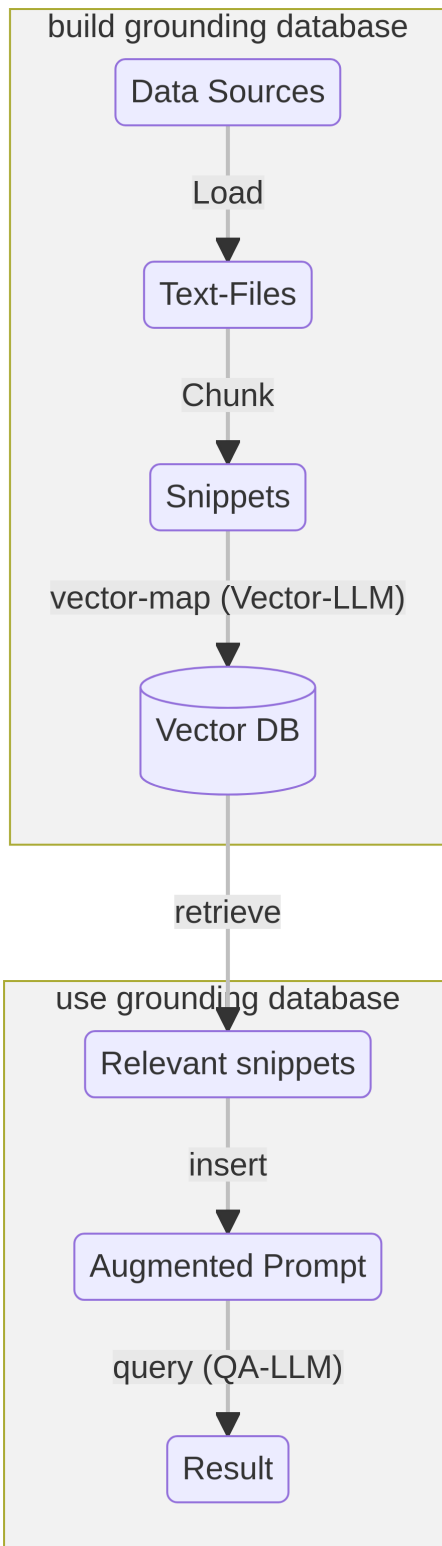 build grounding database
Data Sources
Load
Text-Files
Chunk
Snippets
vector-map (Vector-LLM)
Vector DB
retrieve
use grounding database
Relevant snippets
insert
Augmented Prompt
query (QA-LLM)
Result